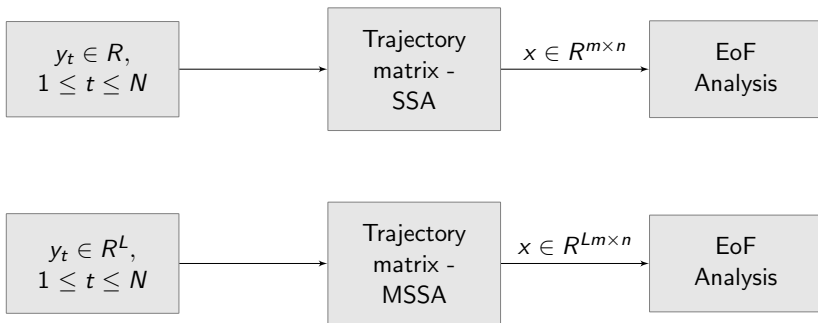 y_t ∈ R,
1 ≤ t ≤ N
Trajectory
matrix -
SSA
x ∈ R^{m×n}
EoF
Analysis
y_t ∈ R^L,
1 ≤ t ≤ N
Trajectory
matrix -
MSSA
x ∈ R^{Lm×n}
EoF
Analysis